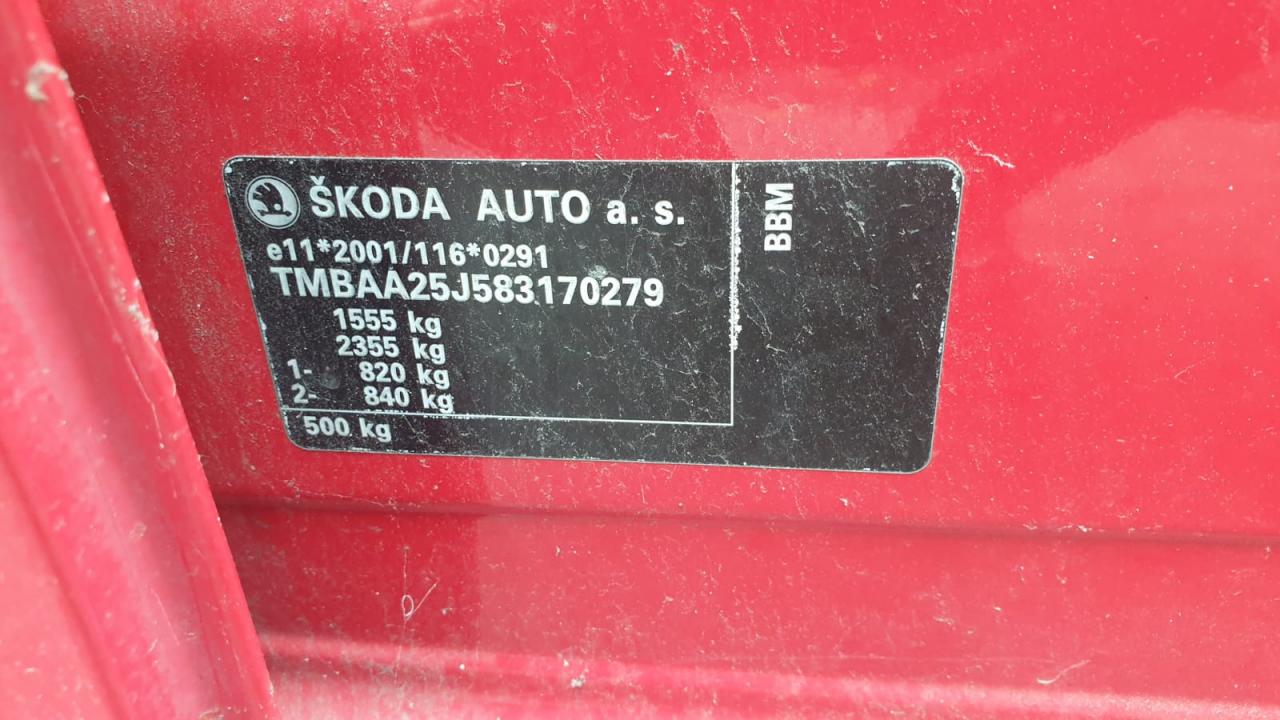 ŠKODA AUTO a. s.
e11*2001/116*0291
TMBAA25J583170279
1555 kg
2355 kg
1- 820 kg
2- 840 kg
500 kg
BBM